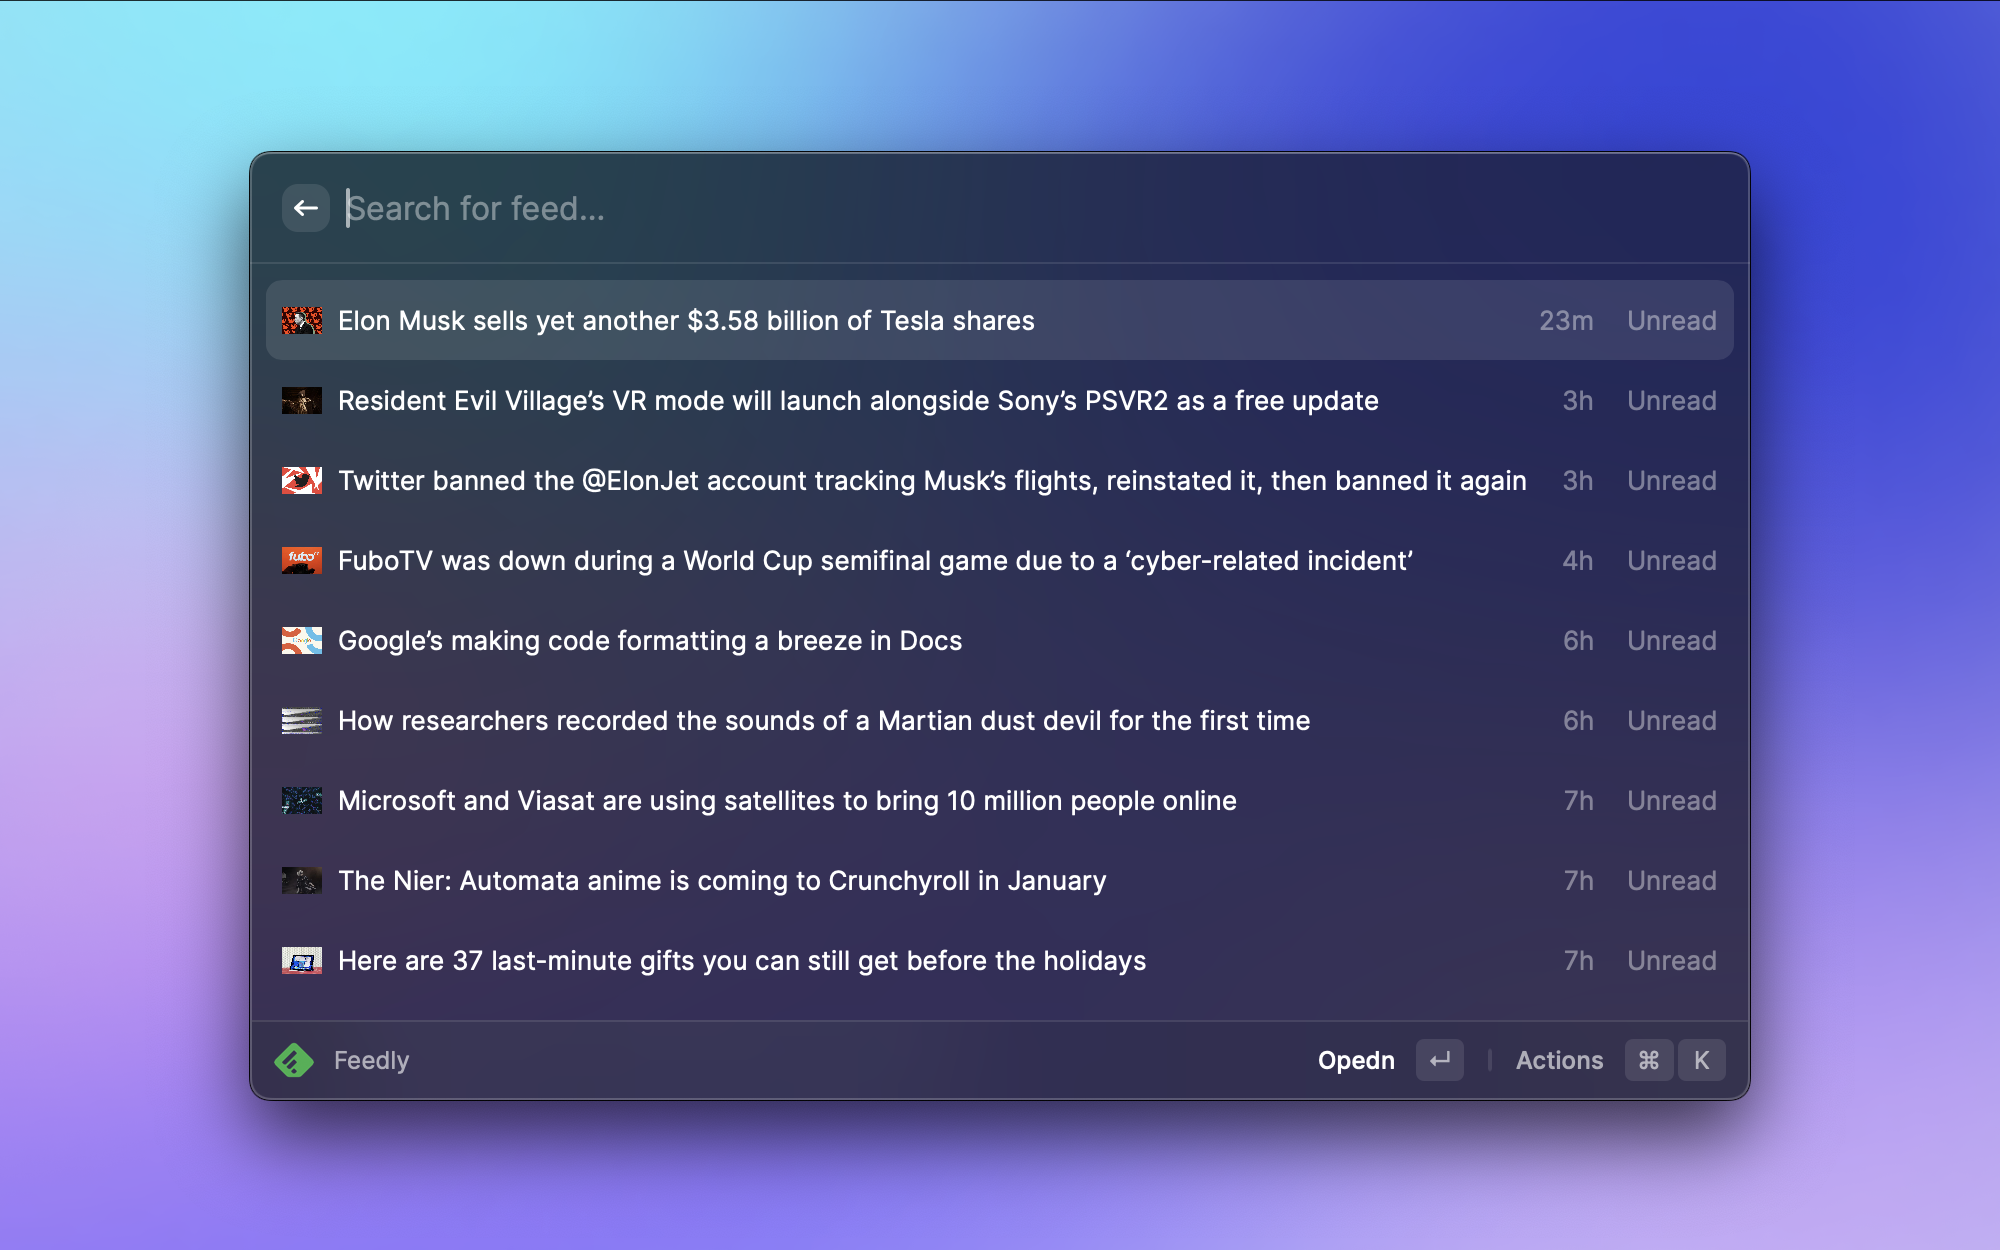 Search for feed...
Elon Musk sells yet another $3.58 billion of Tesla shares 23m Unread
Resident Evil Village’s VR mode will launch alongside Sony’s PSVR2 as a free update 3h Unread
Twitter banned the @ElonJet account tracking Musk’s flights, reinstated it, then banned it again 3h Unread
fubo
FuboTV was down during a World Cup semifinal game due to a ‘cyber-related incident’ 4h Unread
Google
Google’s making code formatting a breeze in Docs 6h Unread
How researchers recorded the sounds of a Martian dust devil for the first time 6h Unread
Microsoft and Viasat are using satellites to bring 10 million people online 7h Unread
The Nier: Automata anime is coming to Crunchyroll in January 7h Unread
Here are 37 last-minute gifts you can still get before the holidays 7h Unread
Feedly Opedn ↵ Actions ⌘ K